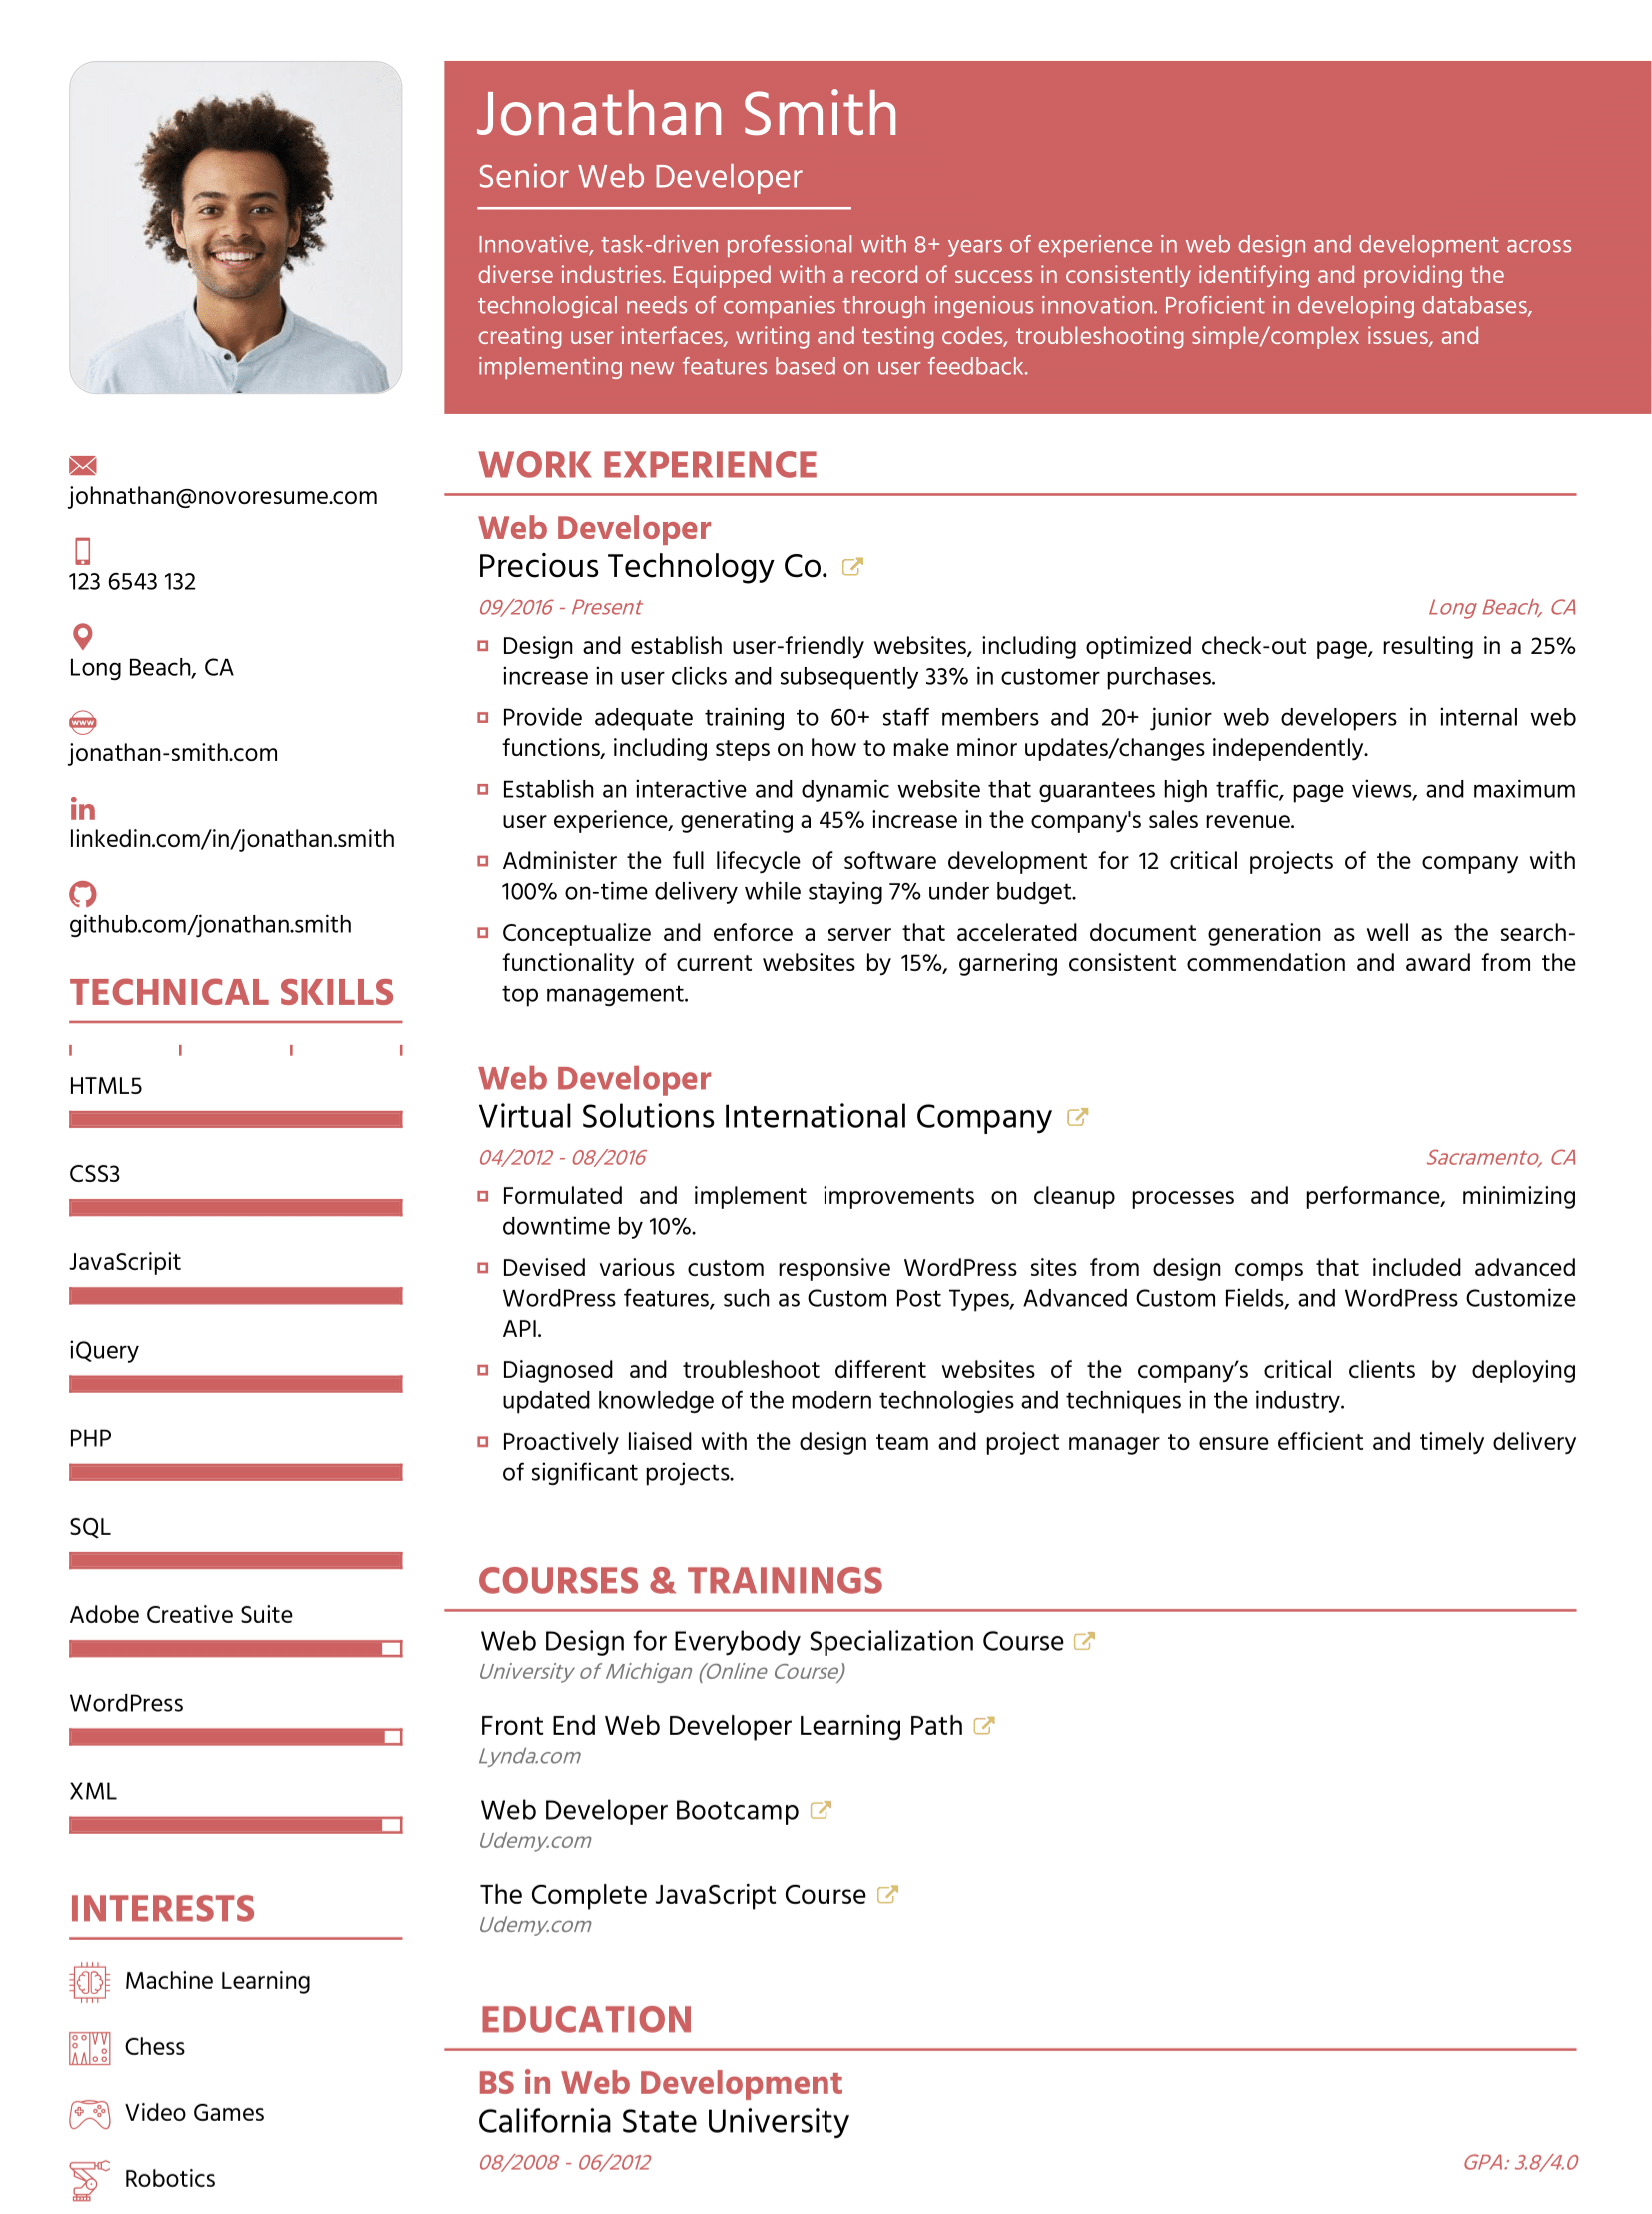 Jonathan Smith
Senior Web Developer
Innovative, task-driven professional with 8+ years of experience in web design and development across
diverse industries. Equipped with a record of success in consistently identifying and providing the
technological needs of companies through ingenious innovation. Proficient in developing databases,
creating user interfaces, writing and testing codes, troubleshooting simple/complex issues, and
implementing new features based on user feedback.
johnathan@novoresume.com
123 6543 132
Long Beach, CA
www
jonathan-smith.com
in
linkedin.com/in/jonathan.smith
github.com/jonathan.smith
TECHNICAL SKILLS
HTML5
CSS3
JavaScripit
iQuery
PHP
SQL
Adobe Creative Suite
WordPress
XML
INTERESTS
Machine Learning
Chess
Video Games
Robotics
WORK EXPERIENCE
Web Developer
Precious Technology Co.
09/2016 - Present Long Beach, CA
Design and establish user-friendly websites, including optimized check-out page, resulting in a 25%
increase in user clicks and subsequently 33% in customer purchases.
Provide adequate training to 60+ staff members and 20+ junior web developers in internal web
functions, including steps on how to make minor updates/changes independently.
Establish an interactive and dynamic website that guarantees high traffic, page views, and maximum
user experience, generating a 45% increase in the company's sales revenue.
Administer the full lifecycle of software development for 12 critical projects of the company with
100% on-time delivery while staying 7% under budget.
Conceptualize and enforce a server that accelerated document generation as well as the search-
functionality of current websites by 15%, garnering consistent commendation and award from the
top management.
Web Developer
Virtual Solutions International Company
04/2012 - 08/2016 Sacramento, CA
Formulated and implement improvements on cleanup processes and performance, minimizing
downtime by 10%.
Devised various custom responsive WordPress sites from design comps that included advanced
WordPress features, such as Custom Post Types, Advanced Custom Fields, and WordPress Customize
API.
Diagnosed and troubleshoot different websites of the company’s critical clients by deploying
updated knowledge of the modern technologies and techniques in the industry.
Proactively liaised with the design team and project manager to ensure efficient and timely delivery
of significant projects.
COURSES & TRAININGS
Web Design for Everybody Specialization Course
University of Michigan (Online Course)
Front End Web Developer Learning Path
Lynda.com
Web Developer Bootcamp
Udemy.com
The Complete JavaScript Course
Udemy.com
EDUCATION
BS in Web Development
California State University
08/2008 - 06/2012 GPA: 3.8/4.0